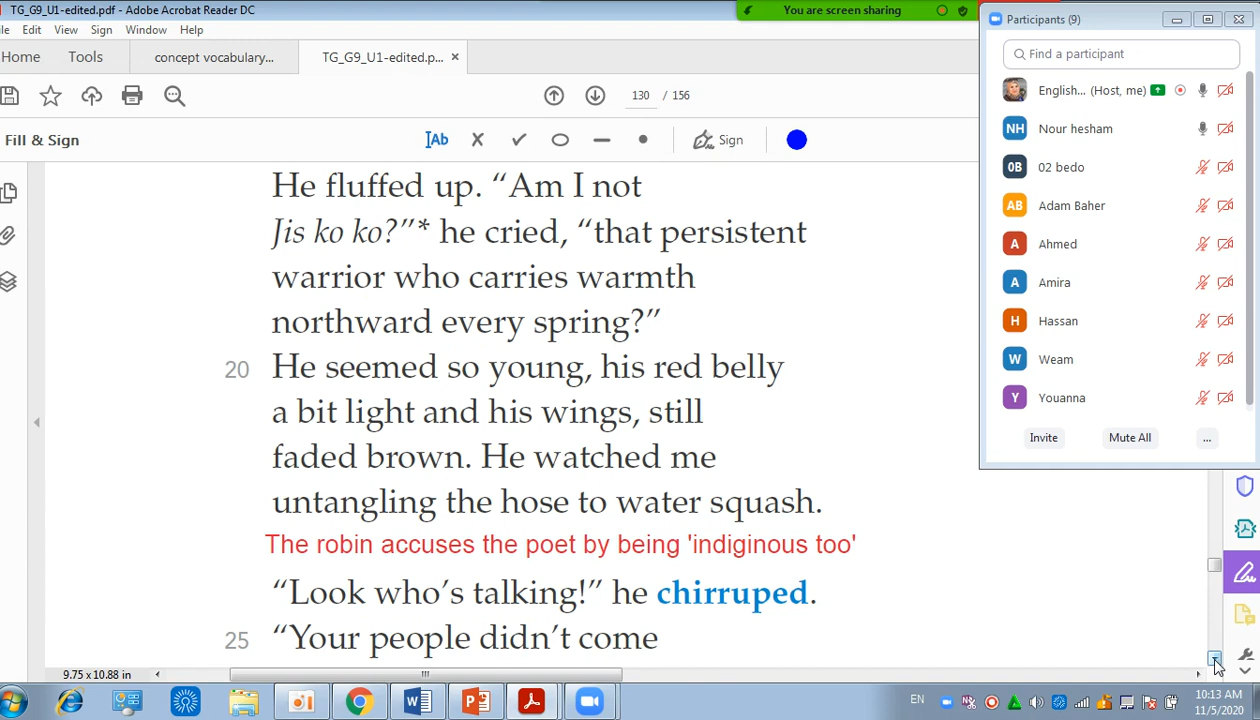 TG_G9_U1-edited.pdf - Adobe Acrobat Reader DC
You are screen sharing
Participants (9)
le Edit View Sign Window Help
Home Tools concept vocabulary... TG_G9_U1-edited.p... ×
Find a participant
130 / 156
English... (Host, me)
NH Nour hesham
0B 02 bedo
AB Adam Baher
A Ahmed
A Amira
H Hassan
W Weam
Y Youanna
Invite Mute All ...
Fill & Sign
Ab Sign
He fluffed up. “Am I not
Jis ko ko?”* he cried, “that persistent
warrior who carries warmth
northward every spring?”
20 He seemed so young, his red belly
a bit light and his wings, still
faded brown. He watched me
untangling the hose to water squash.
The robin accuses the poet by being 'indiginous too'
“Look who’s talking!” he chirruped.
25 “Your people didn’t come
9.75 x 10.88 in
EN
10:13 AM
11/5/2020